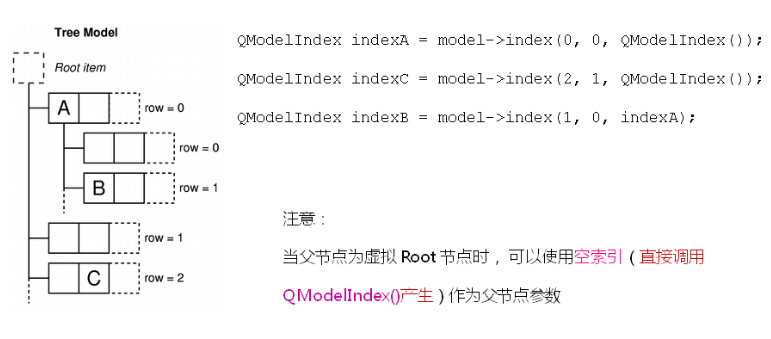 Tree Model
Root item
A
row = 0
row = 0
B
row = 1
row = 1
C
row = 2
QModelIndex indexA = model->index(0, 0, QModelIndex());
QModelIndex indexC = model->index(2, 1, QModelIndex());
QModelIndex indexB = model->index(1, 0, indexA);
注意：
当父节点为虚拟 Root 节点时，可以使用空索引（直接调用
QModelIndex()产生）作为父节点参数